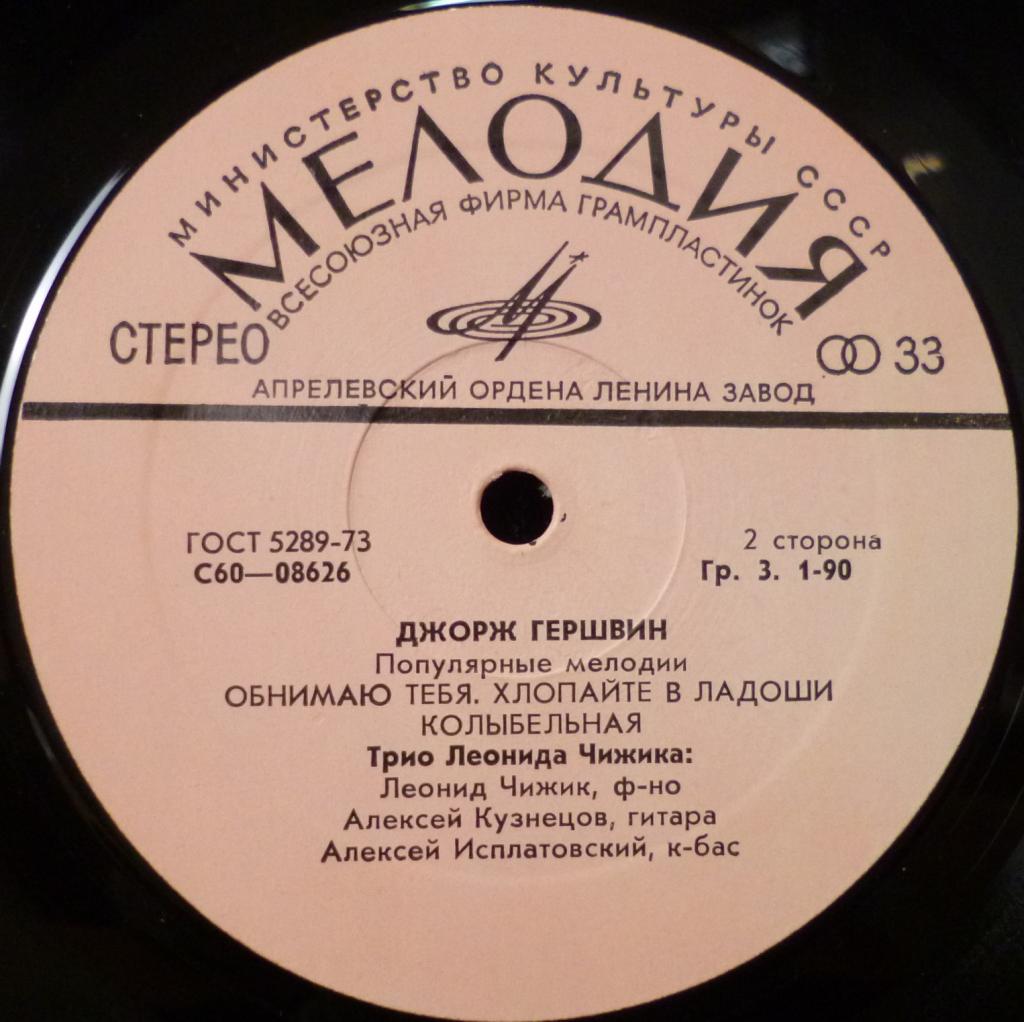 МИНИСТЕРСТВО КУЛЬТУРЫ СССР
МЕЛОДИЯ
ВСЕСОЮЗНАЯ ФИРМА ГРАМПЛАСТИНОК
СТЕРЕО
33
АПРЕЛЕВСКИЙ ОРДЕНА ЛЕНИНА ЗАВОД
ГОСТ 5289-73
2 сторона
С60—08626
Гр. 3. 1-90
ДЖОРЖ ГЕРШВИН
Популярные мелодии
ОБНИМАЮ ТЕБЯ. ХЛОПАЙТЕ В ЛАДОШИ
КОЛЫБЕЛЬНАЯ
Трио Леонида Чижика:
Леонид Чижик, ф-но
Алексей Кузнецов, гитара
Алексей Исплатовский, к-бас